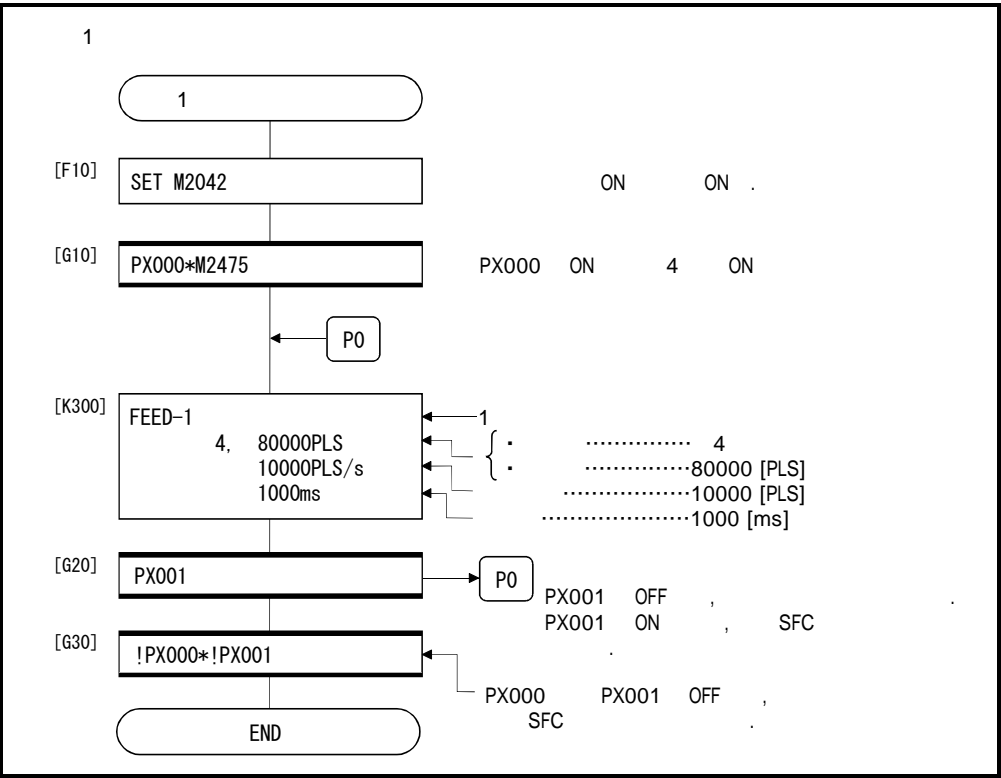 1
1
[F10] SET M2042 ON ON .
[G10] PX000*M2475 PX000 ON 4 ON
P0
[K300] FEED-1 1
4, 80000PLS ・ ・・・・・・・・・・・・・・ 4
10000PLS/s ・ ・・・・・・・・・・・・・・80000 [PLS]
1000ms ・・・・・・・・・・・・・・・・・10000 [PLS]
・・・・・・・・・・・・・・・・・・・・1000 [ms]
[G20] PX001 P0
PX001 OFF , .
PX001 ON , SFC
.
[G30] !PX000*!PX001
PX000 PX001 OFF ,
SFC .
END